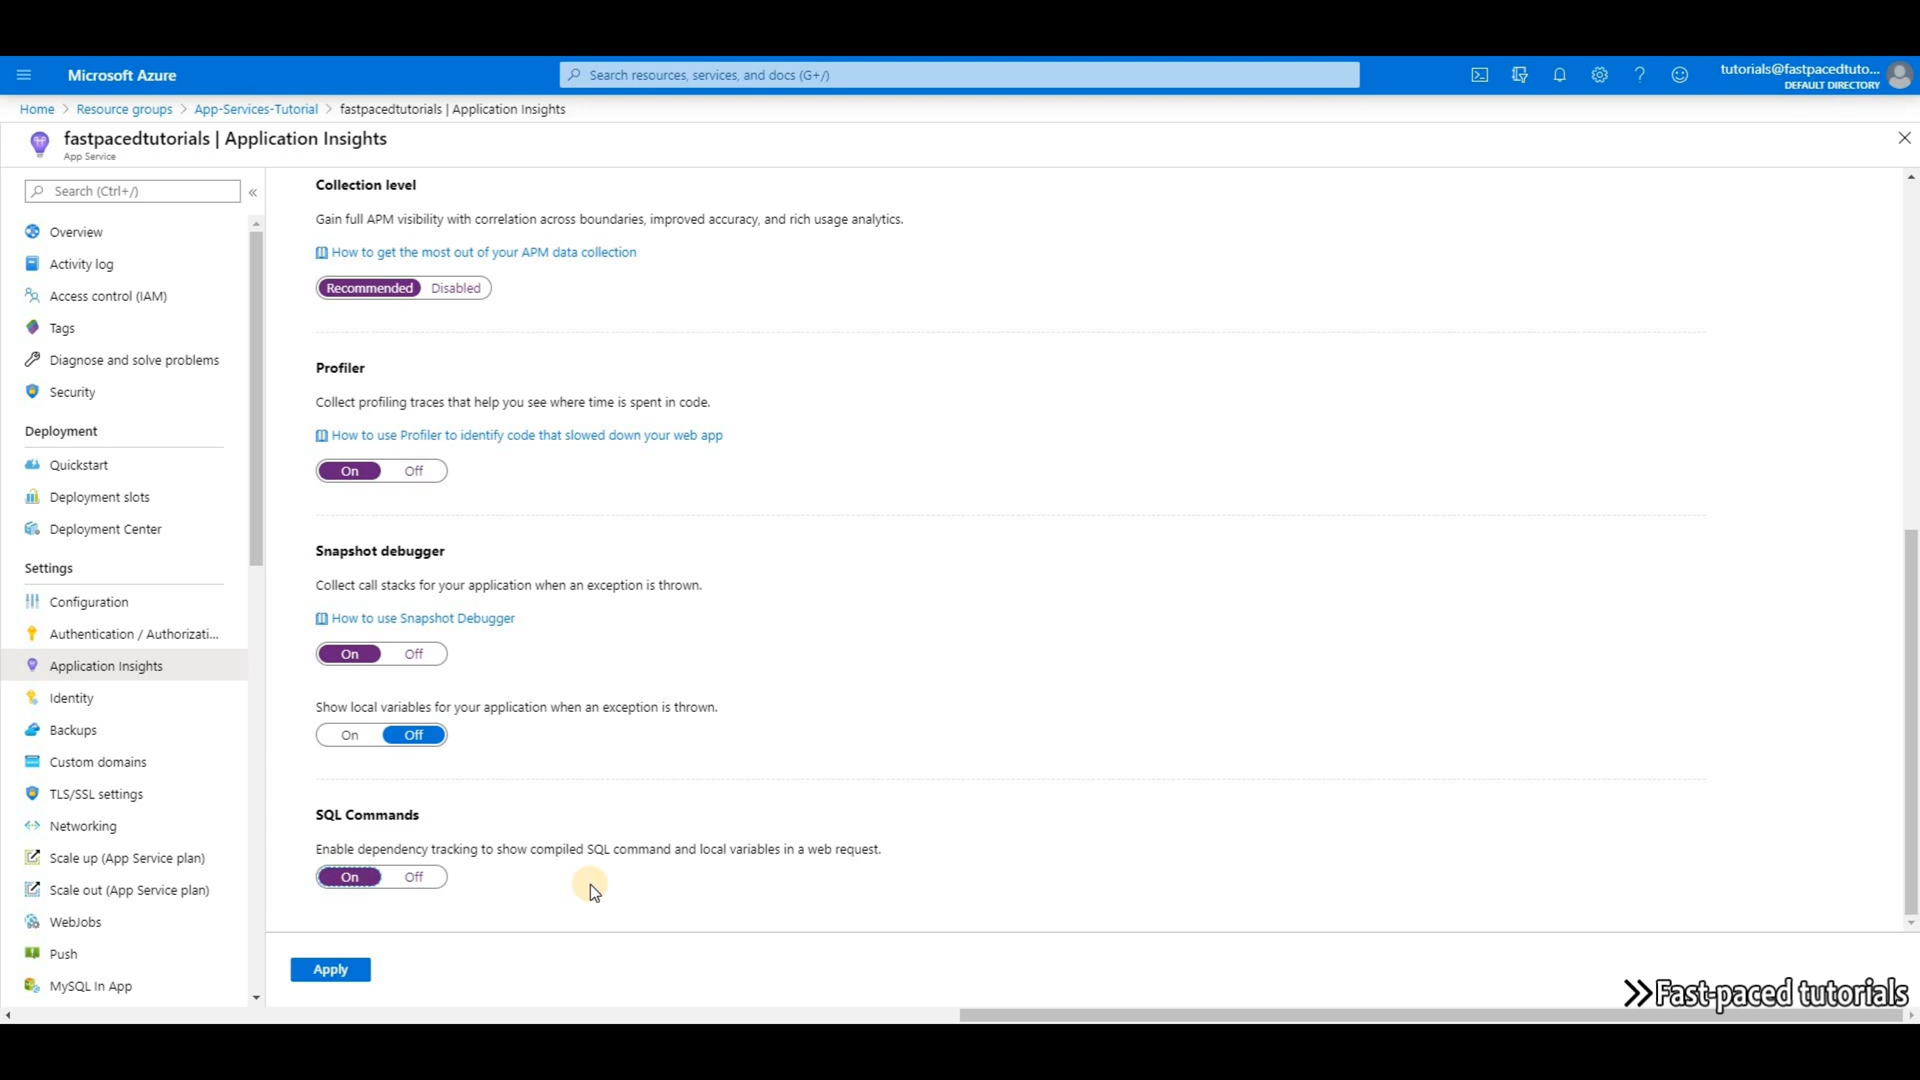 Microsoft Azure
Search resources, services, and docs (G+/)
tutorials@fastpacedtuto...
DEFAULT DIRECTORY
Home > Resource groups > App-Services-Tutorial > fastpacedtutorials | Application Insights
fastpacedtutorials | Application Insights
App Service
Search (Ctrl+/)
«
Overview
Activity log
Access control (IAM)
Tags
Diagnose and solve problems
Security
Deployment
Quickstart
Deployment slots
Deployment Center
Settings
Configuration
Authentication / Authorizati...
Application Insights
Identity
Backups
Custom domains
TLS/SSL settings
Networking
Scale up (App Service plan)
Scale out (App Service plan)
WebJobs
Push
MySQL In App
Collection level
Gain full APM visibility with correlation across boundaries, improved accuracy, and rich usage analytics.
How to get the most out of your APM data collection
Recommended Disabled
Profiler
Collect profiling traces that help you see where time is spent in code.
How to use Profiler to identify code that slowed down your web app
On Off
Snapshot debugger
Collect call stacks for your application when an exception is thrown.
How to use Snapshot Debugger
On Off
Show local variables for your application when an exception is thrown.
On Off
SQL Commands
Enable dependency tracking to show compiled SQL command and local variables in a web request.
On Off
Apply
Fast-paced tutorials